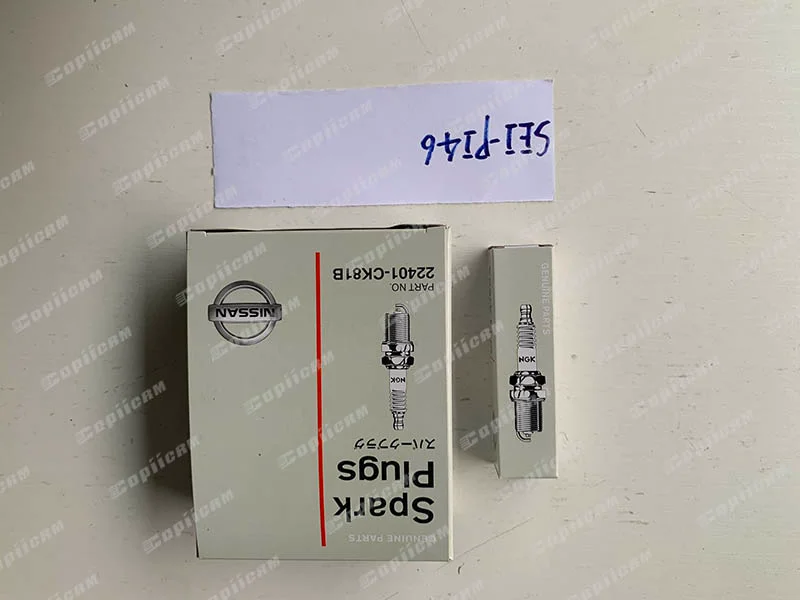 SEI-PI46
GENUINE PARTS
Spark
Plugs
スパークプラグ
NGK
PART NO.
22401-CK81B
NISSAN
GENUINE PARTS
NGK
Copiicam